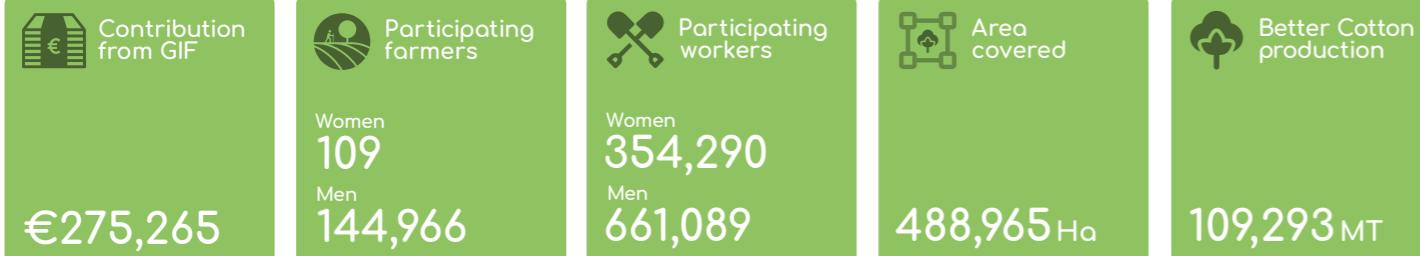 Contribution
from GIF
€
€275,265
Participating
farmers
Women
109
Men
144,966
Participating
workers
Women
354,290
Men
661,089
Area
covered
488,965 Ha
Better Cotton
production
109,293 MT